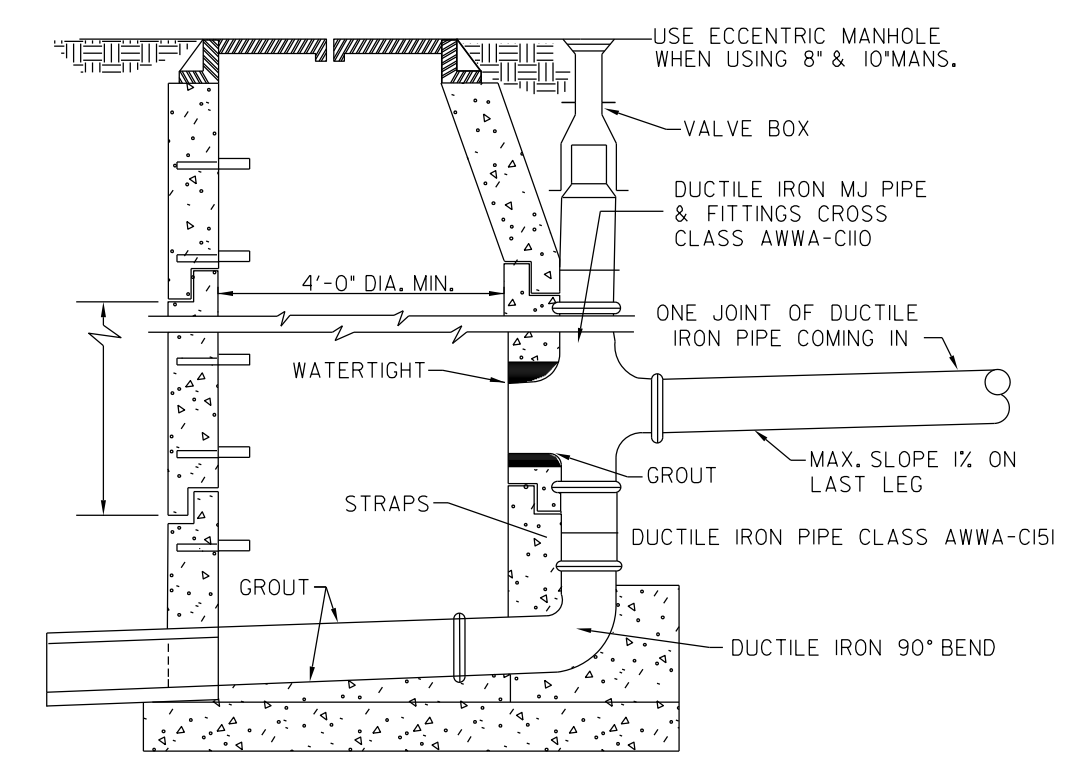 USE ECCENTRIC MANHOLE
WHEN USING 8" & 10"MANS.
VALVE BOX
DUCTILE IRON MJ PIPE
& FITTINGS CROSS
CLASS AWWA-C110
4'-0" DIA. MIN.
ONE JOINT OF DUCTILE
IRON PIPE COMING IN
WATERTIGHT
MAX. SLOPE 1% ON
LAST LEG
GROUT
STRAPS
DUCTILE IRON PIPE CLASS AWWA-C151
GROUT
DUCTILE IRON 90° BEND